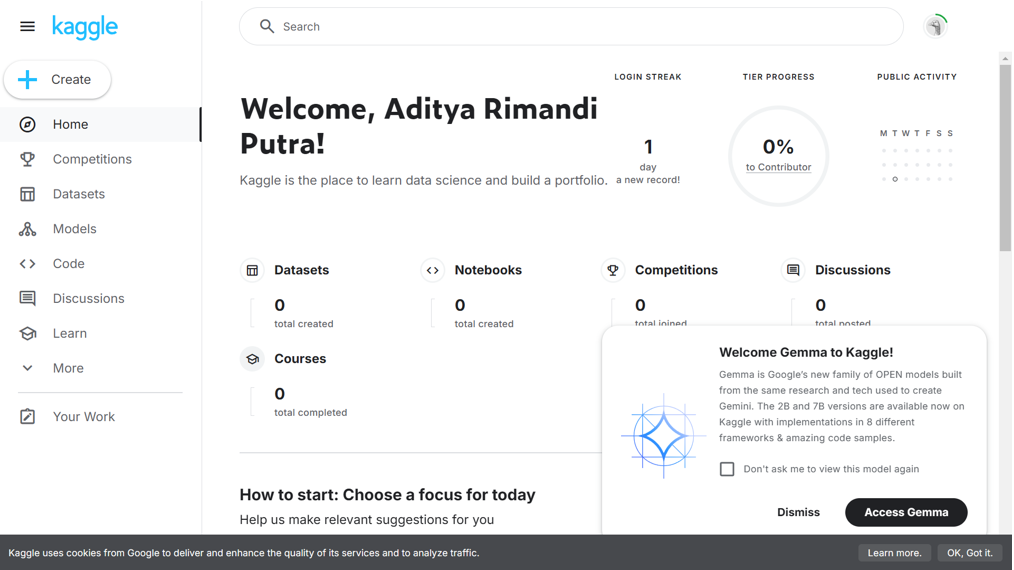 kaggle
Search
Create
Home
Competitions
Datasets
Models
Code
Discussions
Learn
More
Your Work
Welcome, Aditya Rimandi
Putra!
Kaggle is the place to learn data science and build a portfolio.
LOGIN STREAK
1
day
a new record!
TIER PROGRESS
0%
to Contributor
PUBLIC ACTIVITY
M T W T F S S
Datasets
0
total created
Notebooks
0
total created
Competitions
0
total joined
Discussions
0
total posted
Courses
0
total completed
How to start: Choose a focus for today
Help us make relevant suggestions for you
Welcome Gemma to Kaggle!
Gemma is Google's new family of OPEN models built
from the same research and tech used to create
Gemini. The 2B and 7B versions are available now on
Kaggle with implementations in 8 different
frameworks & amazing code samples.
Don't ask me to view this model again
Dismiss
Access Gemma
Kaggle uses cookies from Google to deliver and enhance the quality of its services and to analyze traffic.
Learn more.
OK, Got it.